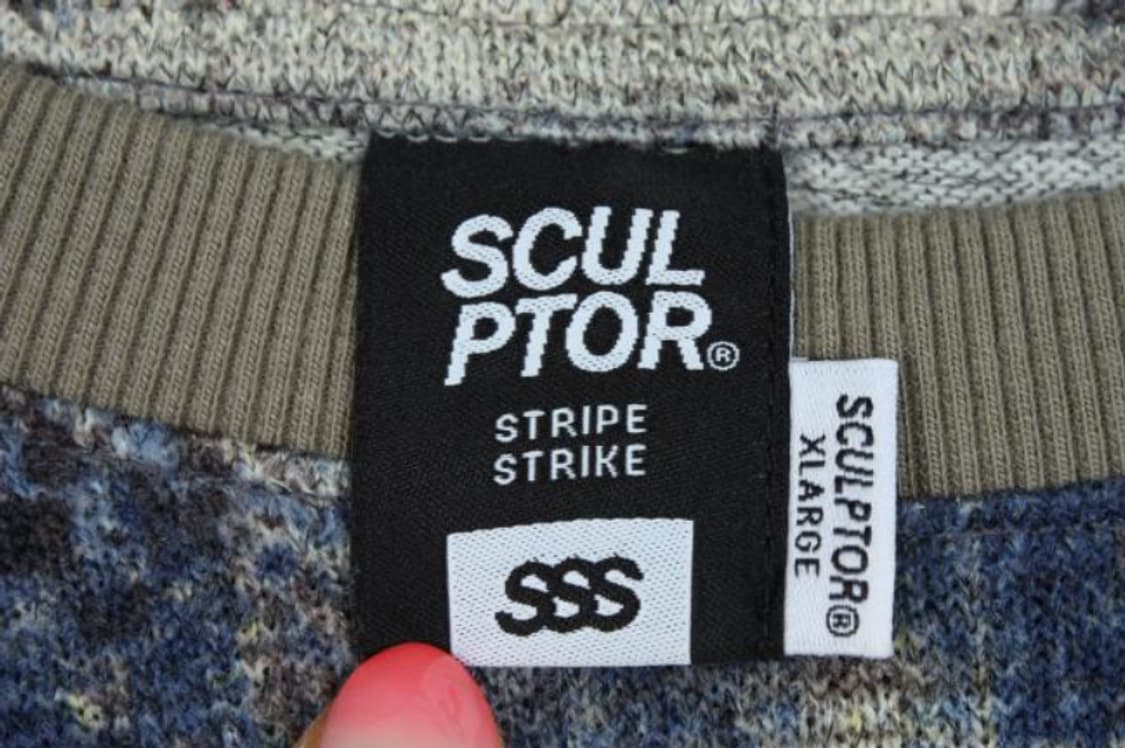 SCUL
PTOR®
STRIPE
STRIKE
SSS
SCULPTOR®
XLARGE